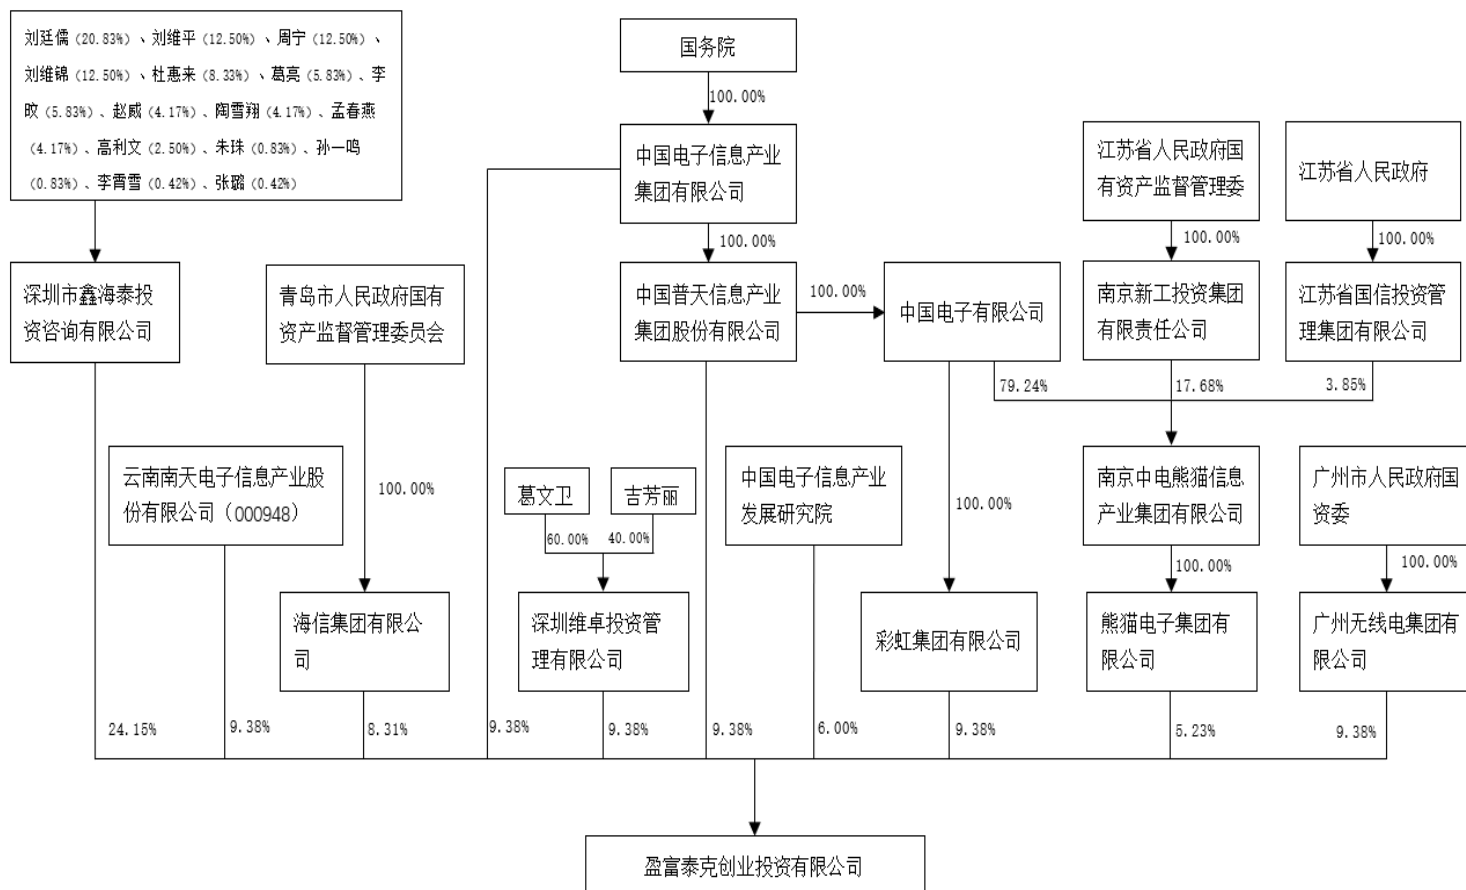 刘廷儒（20.83%）、刘维平（12.50%）、周宁（12.50%）、
刘维锦（12.50%）、杜惠来（8.33%）、葛亮（5.83%）、李
旼（5.83%）、赵威（4.17%）、陶雪翔（4.17%）、孟春燕
（4.17%）、高利文（2.50%）、朱珠（0.83%）、孙一鸣
（0.83%）、李霄雪（0.42%）、张璐（0.42%）
国务院
100.00%
中国电子信息产业
集团有限公司
江苏省人民政府国
有资产监督管理委
江苏省人民政府
100.00%
100.00%
100.00%
深圳市鑫海泰投
资咨询有限公司
青岛市人民政府国有
资产监督管理委员会
中国普天信息产业
集团股份有限公司
100.00%
中国电子有限公司
南京新工投资集团
有限责任公司
江苏省国信投资管
理集团有限公司
79.24%
17.68%
3.85%
云南南天电子信息产业股
份有限公司（000948）
100.00%
葛文卫
吉芳丽
60.00%
40.00%
中国电子信息产业
发展研究院
100.00%
南京中电熊猫信息
产业集团有限公司
广州市人民政府国
资委
100.00%
100.00%
海信集团有限公
司
深圳维卓投资管
理有限公司
彩虹集团有限公司
熊猫电子集团有
限公司
广州无线电集团有
限公司
24.15%
9.38%
8.31%
9.38%
9.38%
9.38%
6.00%
9.38%
5.23%
9.38%
盈富泰克创业投资有限公司